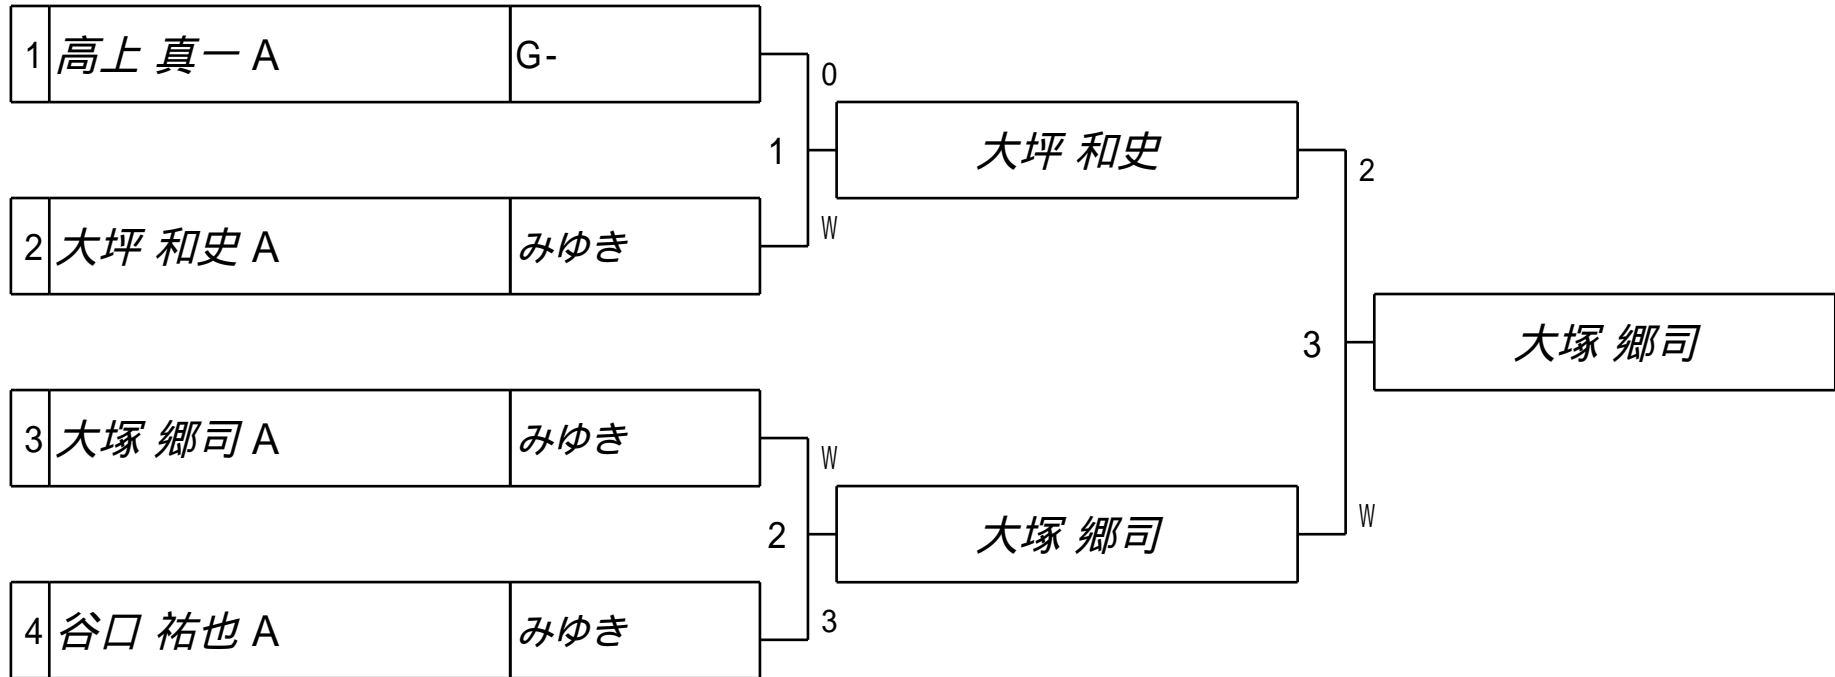 1 高上 真一 A G-
0
1 大坪 和史
2
2 大坪 和史 A みゆき
W
3 大塚 郷司
3 大塚 郷司 A みゆき
W
2 大塚 郷司
W
4 谷口 祐也 A みゆき
3